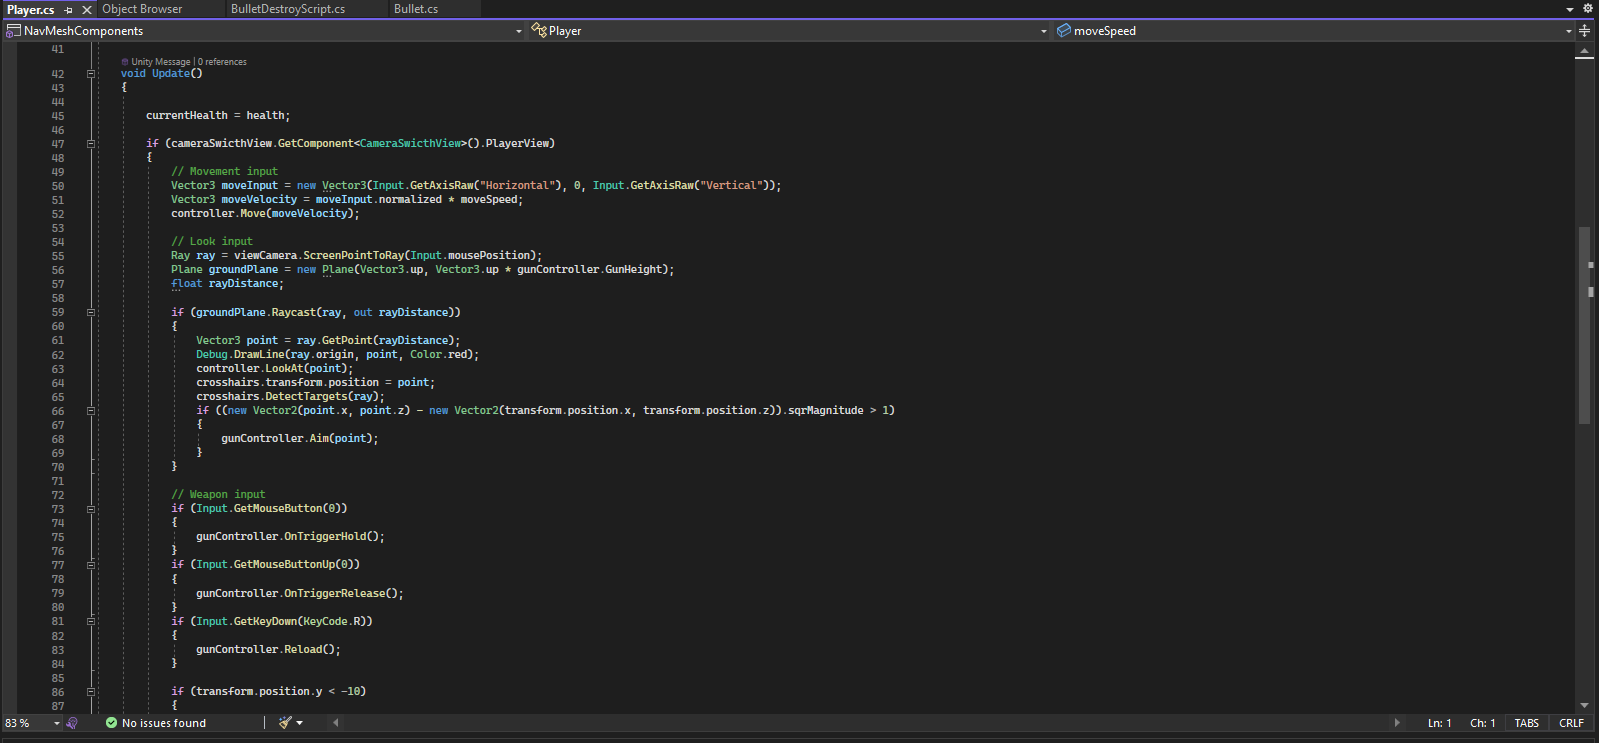 Player.cs Object Browser BulletDestroyScript.cs Bullet.cs
NavMeshComponents Player moveSpeed
41
Unity Message | 0 references
42 void Update()
43 {
44
45 currentHealth = health;
46
47 if (cameraSwicthView.GetComponent<CameraSwicthView>().PlayerView)
48 {
49 // Movement input
50 Vector3 moveInput = new Vector3(Input.GetAxisRaw("Horizontal"), 0, Input.GetAxisRaw("Vertical"));
51 Vector3 moveVelocity = moveInput.normalized * moveSpeed;
52 controller.Move(moveVelocity);
53
54 // Look input
55 Ray ray = viewCamera.ScreenPointToRay(Input.mousePosition);
56 Plane groundPlane = new Plane(Vector3.up, Vector3.up * gunController.GunHeight);
57 float rayDistance;
58
59 if (groundPlane.Raycast(ray, out rayDistance))
60 {
61 Vector3 point = ray.GetPoint(rayDistance);
62 Debug.DrawLine(ray.origin, point, Color.red);
63 controller.LookAt(point);
64 crosshairs.transform.position = point;
65 crosshairs.DetectTargets(ray);
66 if ((new Vector2(point.x, point.z) - new Vector2(transform.position.x, transform.position.z)).sqrMagnitude > 1)
67 {
68 gunController.Aim(point);
69 }
70 }
71
72 // Weapon input
73 if (Input.GetMouseButton(0))
74 {
75 gunController.OnTriggerHold();
76 }
77 if (Input.GetMouseButtonUp(0))
78 {
79 gunController.OnTriggerRelease();
80 }
81 if (Input.GetKeyDown(KeyCode.R))
82 {
83 gunController.Reload();
84 }
85
86 if (transform.position.y < -10)
87 {
83 % No issues found Ln: 1 Ch: 1 TABS CRLF